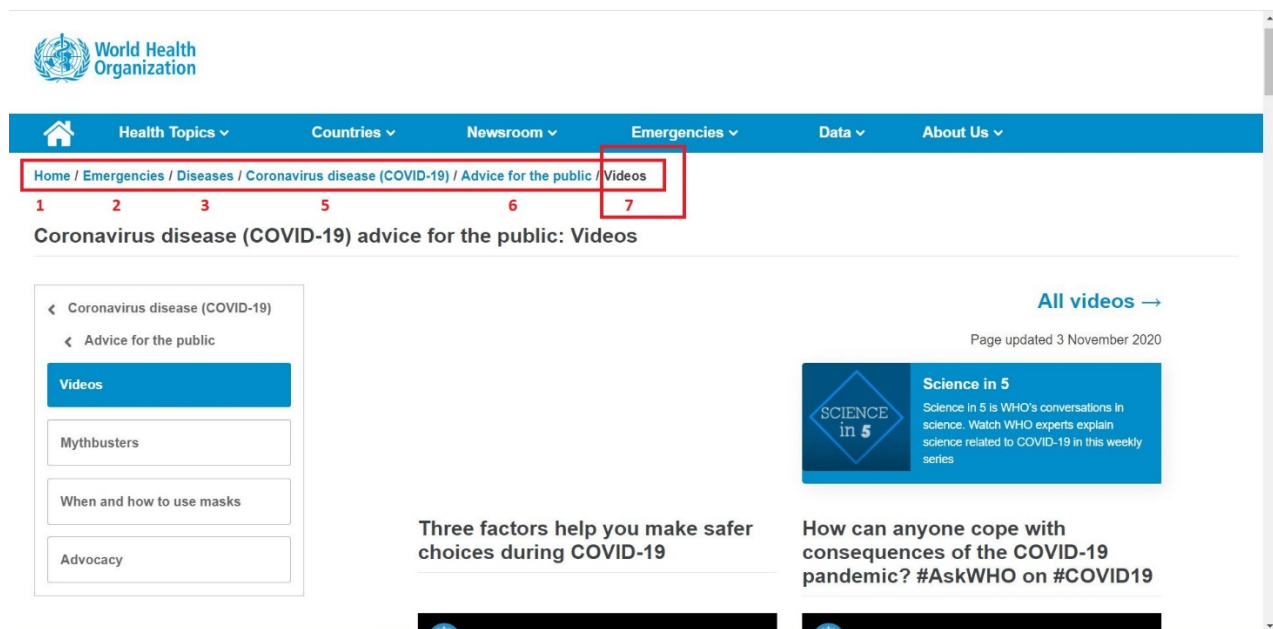 World Health
Organization
Health Topics Countries Newsroom Emergencies Data About Us
Home / Emergencies / Diseases / Coronavirus disease (COVID-19) / Advice for the public / Videos
1 2 3 5 6 7
Coronavirus disease (COVID-19) advice for the public: Videos
Coronavirus disease (COVID-19)
Advice for the public
Videos
Mythbusters
When and how to use masks
Advocacy
All videos →
Page updated 3 November 2020
SCIENCE
in 5
Science in 5
Science in 5 is WHO's conversations in
science. Watch WHO experts explain
science related to COVID-19 in this weekly
series
Three factors help you make safer
choices during COVID-19
How can anyone cope with
consequences of the COVID-19
pandemic? #AskWHO on #COVID19